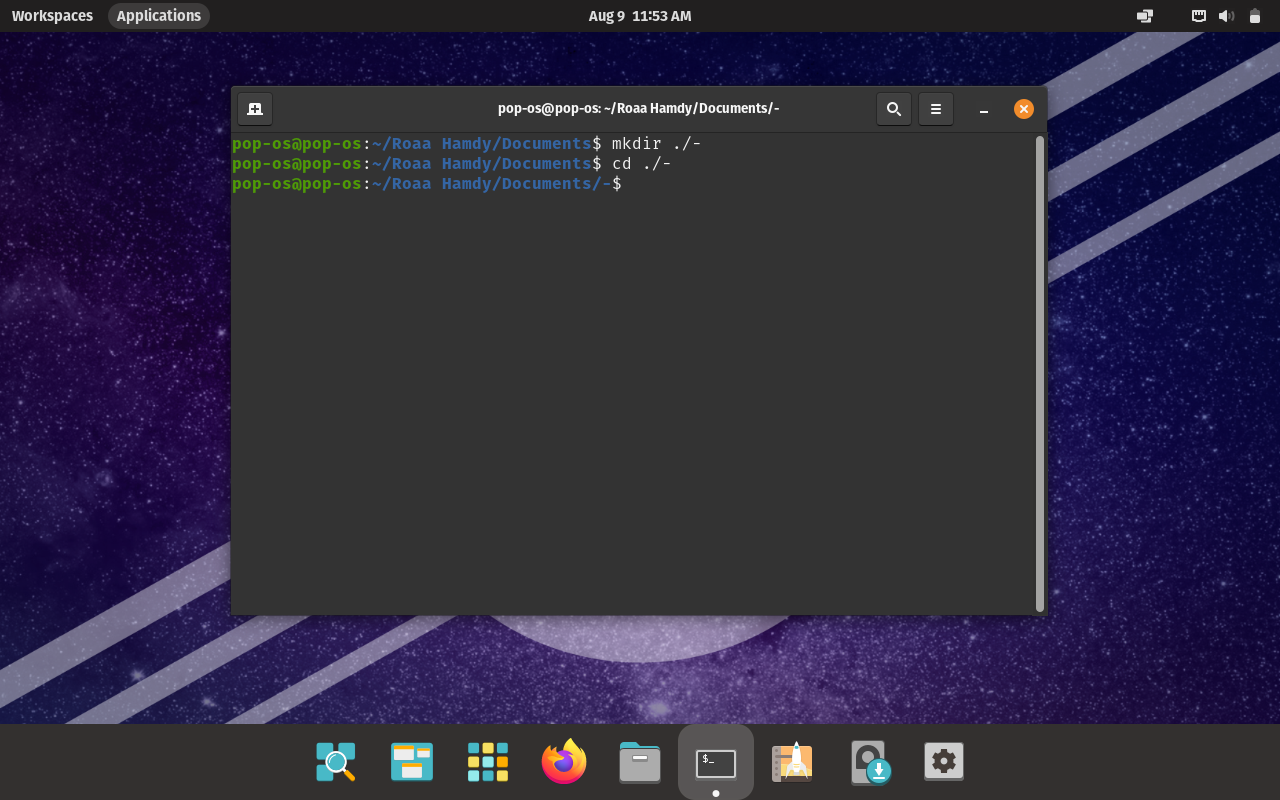 Workspaces Applications Aug 9 11:53 AM
pop-os@pop-os: ~/Roaa Hamdy/Documents/-
pop-os@pop-os:~/Roaa Hamdy/Documents$ mkdir ./-
pop-os@pop-os:~/Roaa Hamdy/Documents$ cd ./-
pop-os@pop-os:~/Roaa Hamdy/Documents/-$
$_